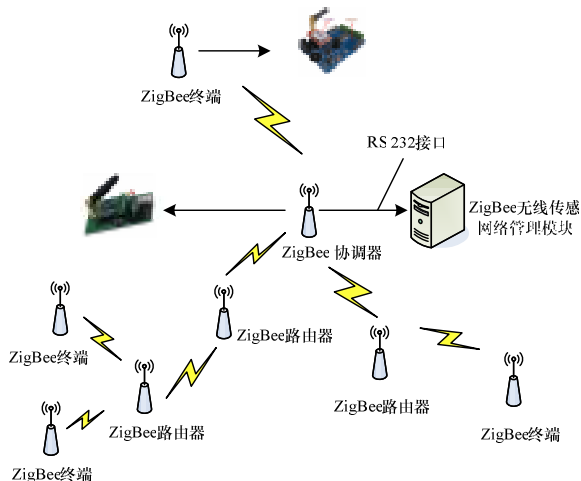 ZigBee终端
RS 232接口
ZigBee无线传感
网络管理模块
ZigBee 协调器
ZigBee路由器
ZigBee终端
ZigBee路由器
ZigBee路由器
ZigBee终端
ZigBee终端